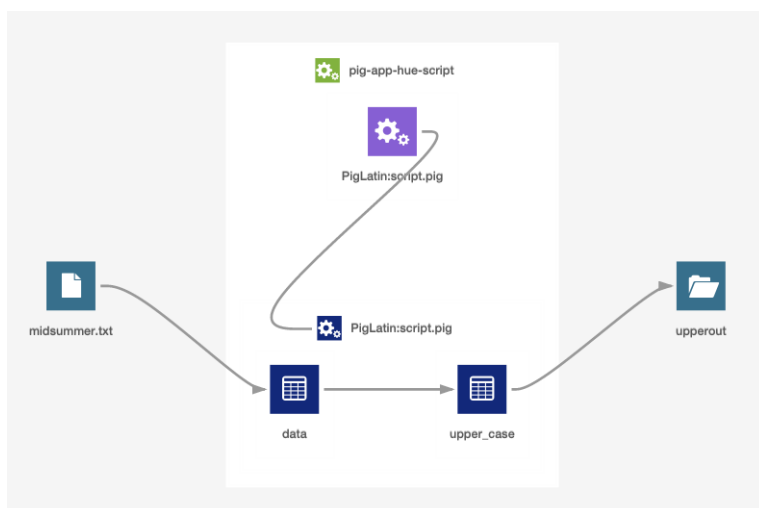 pig-app-hue-script
PigLatin:script.pig
midsummer.txt
PigLatin:script.pig
upperout
data
upper_case